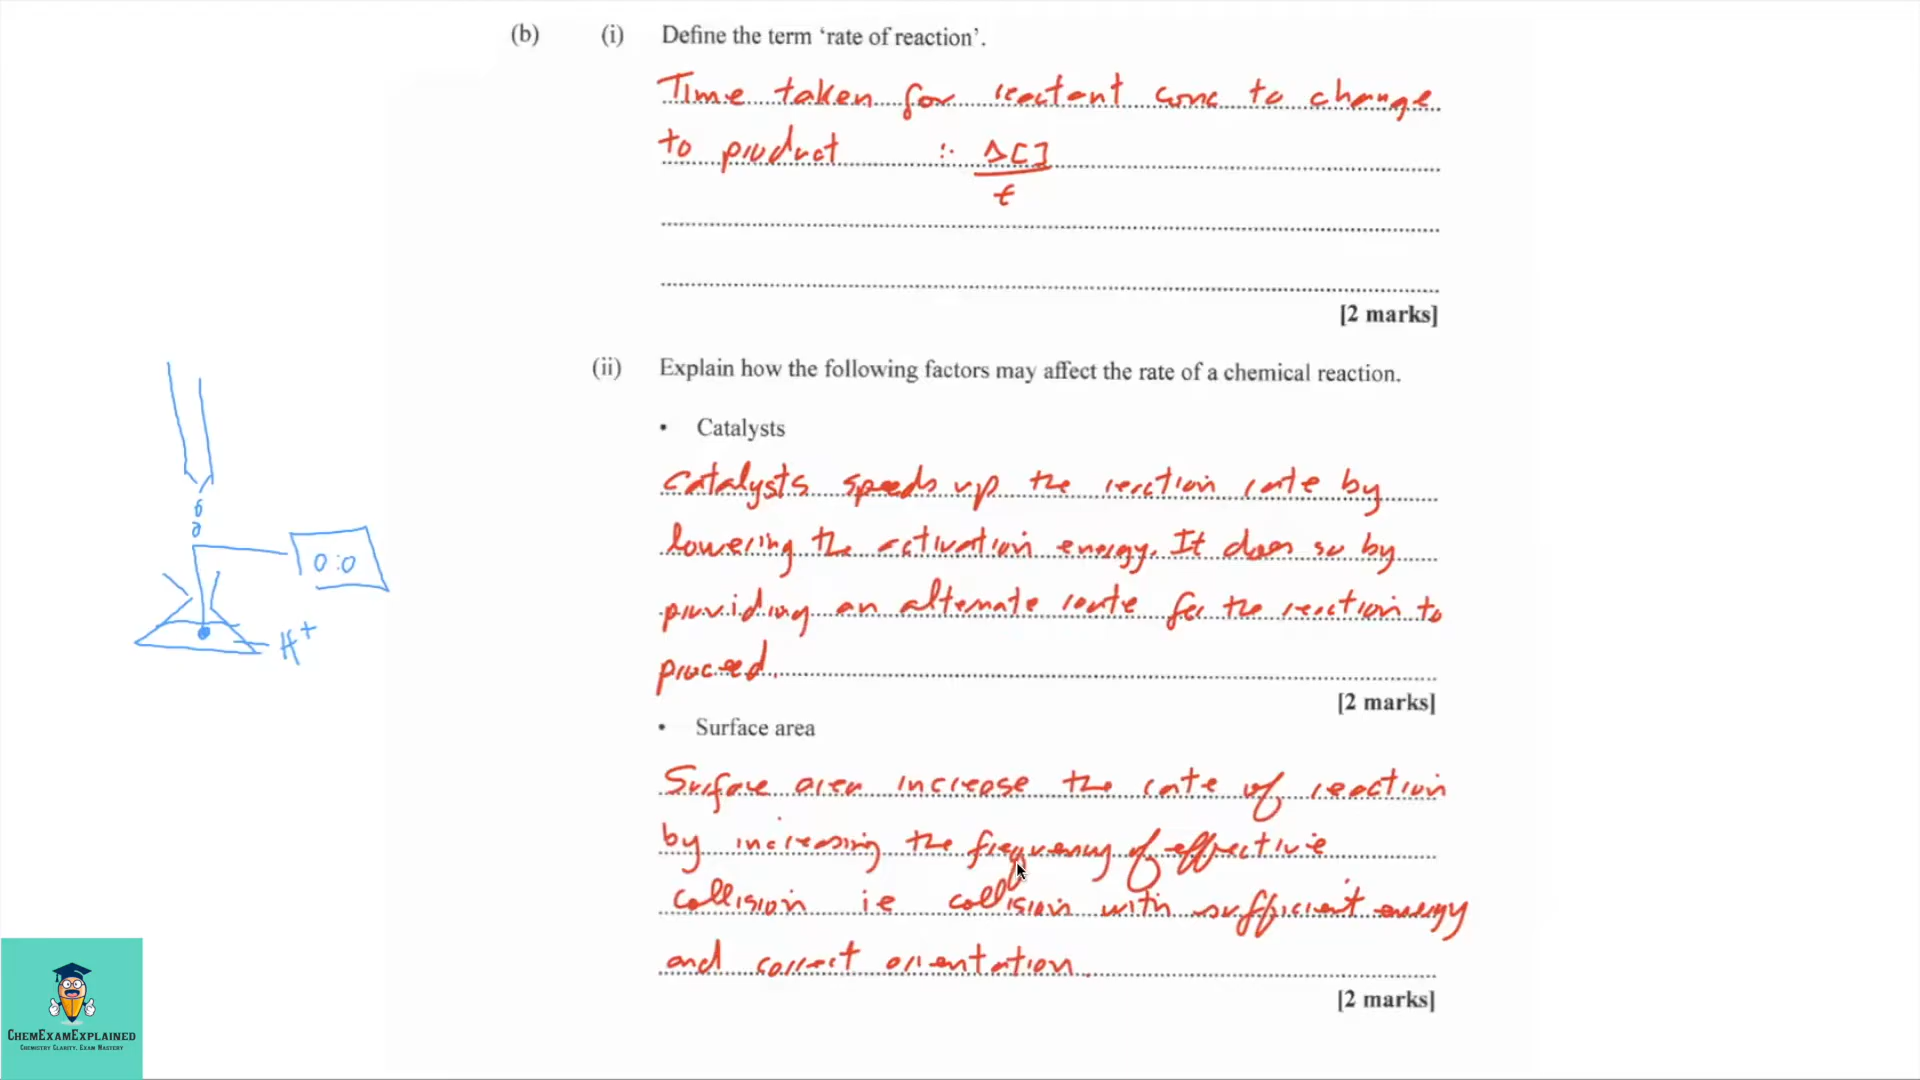 (b) (i) Define the term 'rate of reaction'.
Time taken for reactant conc to change
to product ∴ Δ[]
t
[2 marks]
(ii) Explain how the following factors may affect the rate of a chemical reaction.
• Catalysts
Catalysts speeds up the reaction rate by
lowering the activation energy. It does so by
providing an alternate route for the reaction to
proceed.
[2 marks]
• Surface area
Surface area increase the rate of reaction
by increasing the frequency of effective
collision ie collision with sufficient energy
and correct orientation.
[2 marks]
0:0
H+
CHEMEXAMEXPLAINED
CHEMISTRY CLARITY, EXAM MASTERY